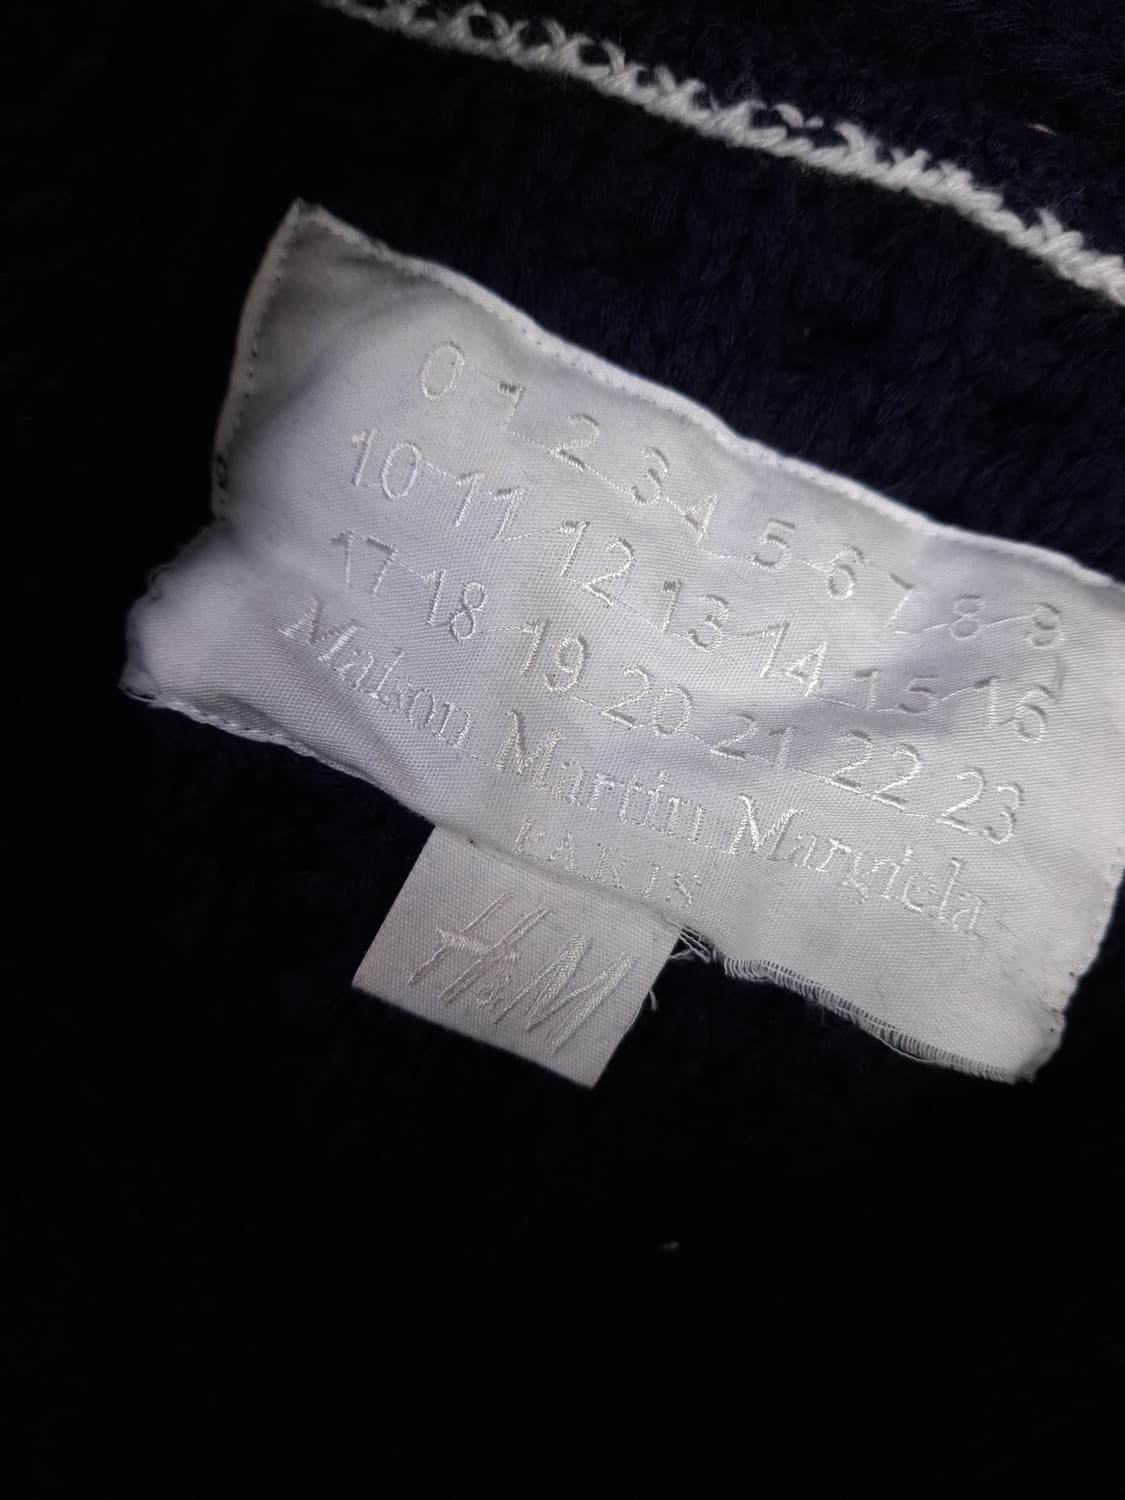 0 1 2 3 4 5 6 7 8 9
10 11 12 13 14 15 16
17 18 19 20 21 22 23
Maison Martin Margiela
PARIS
H&M